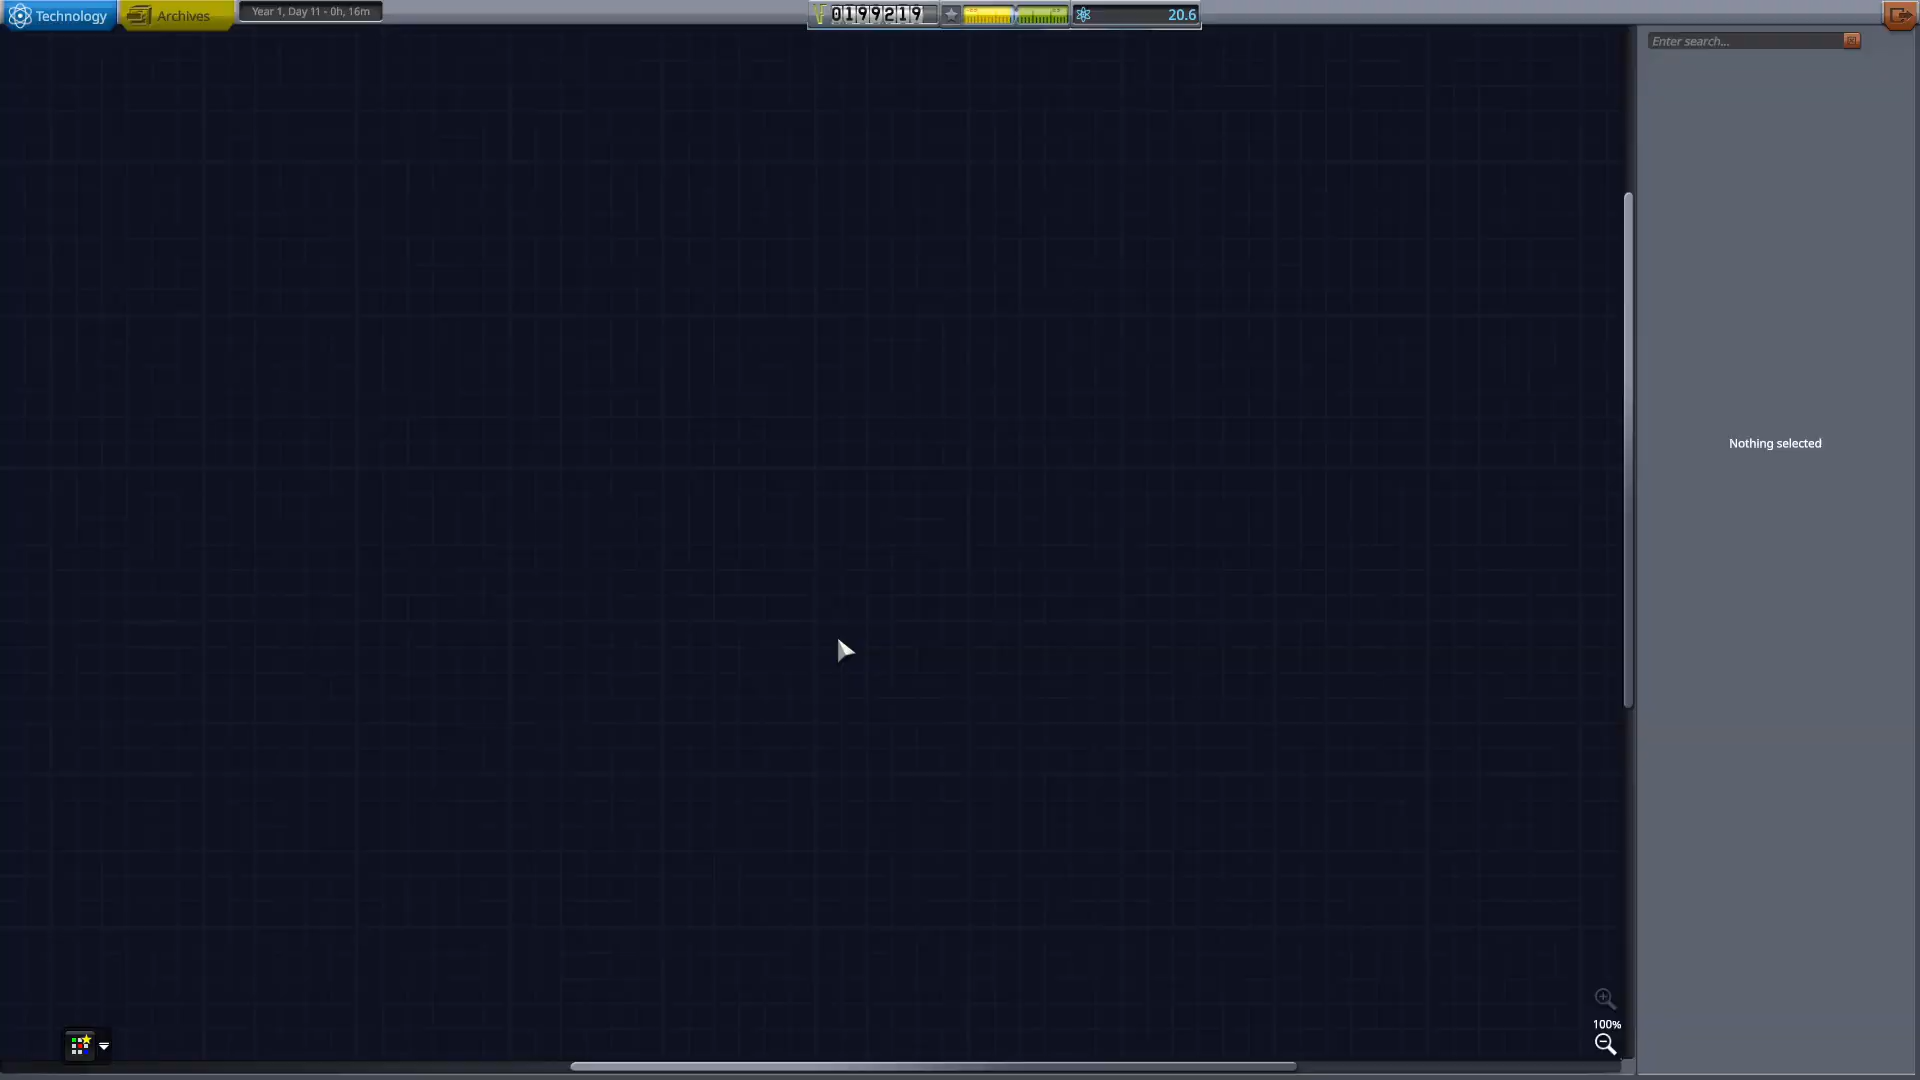 Technology
Archives
Year 1, Day 11 - 0h, 16m
0199219
20.6
Enter search...
Nothing selected
100%